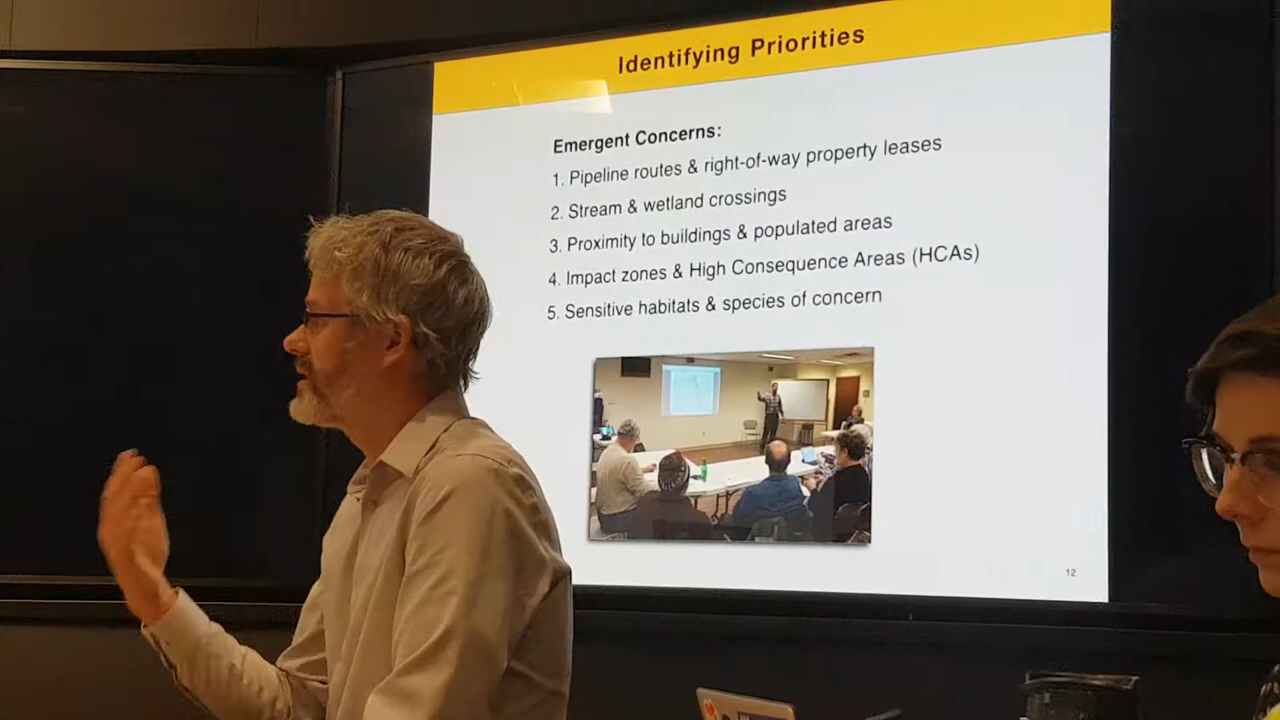 Identifying Priorities
Emergent Concerns:
1. Pipeline routes & right-of-way property leases
2. Stream & wetland crossings
3. Proximity to buildings & populated areas
4. Impact zones & High Consequence Areas (HCAs)
5. Sensitive habitats & species of concern
12